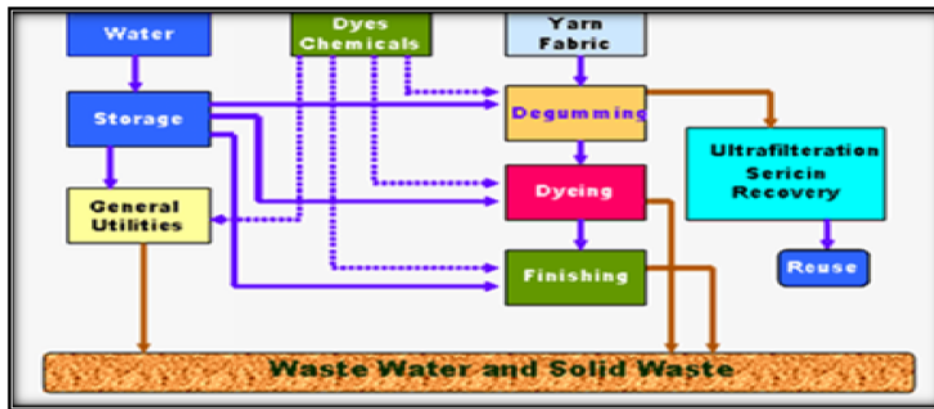 Water
Dyes
Chemicals
Yarn
Fabric
Storage
Degumming
Ultrafilteration
Sericin
Recovery
General
Utilities
Dyeing
Finishing
Reuse
Waste Water and Solid Waste